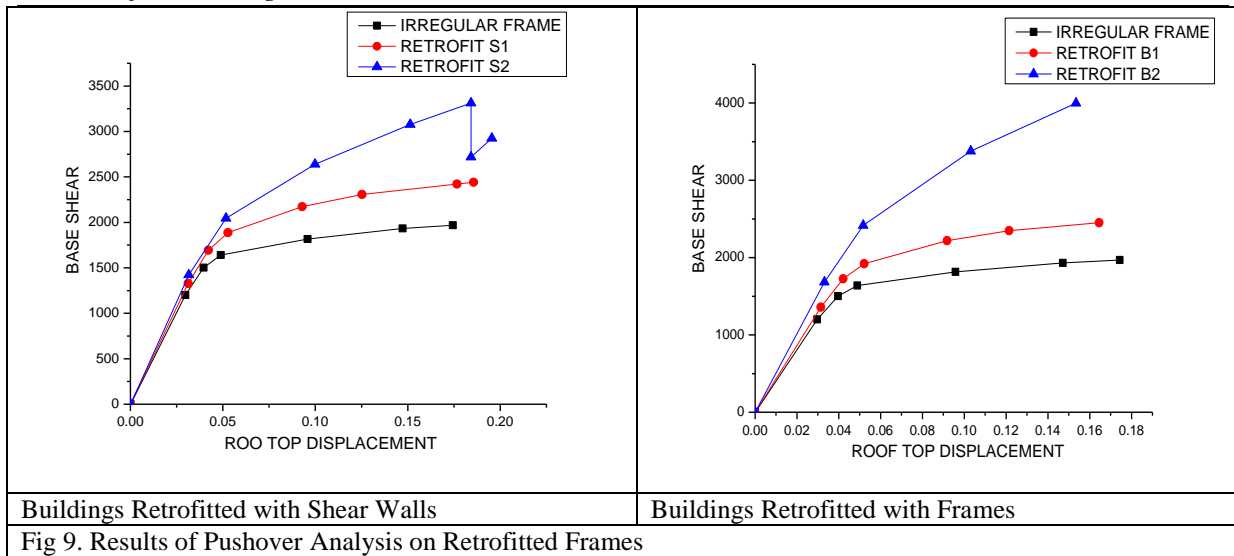 IRREGULAR FRAME
RETROFIT S1
RETROFIT S2
3500
3000
2500
2000
1500
1000
500
0
BASE SHEAR
0.00 0.05 0.10 0.15 0.20
ROO TOP DISPLACEMENT
IRREGULAR FRAME
RETROFIT B1
RETROFIT B2
4000
3000
2000
1000
0
BASE SHEAR
0.00 0.02 0.04 0.06 0.08 0.10 0.12 0.14 0.16 0.18
ROOF TOP DISPLACEMENT
Buildings Retrofitted with Shear Walls
Buildings Retrofitted with Frames
Fig 9. Results of Pushover Analysis on Retrofitted Frames